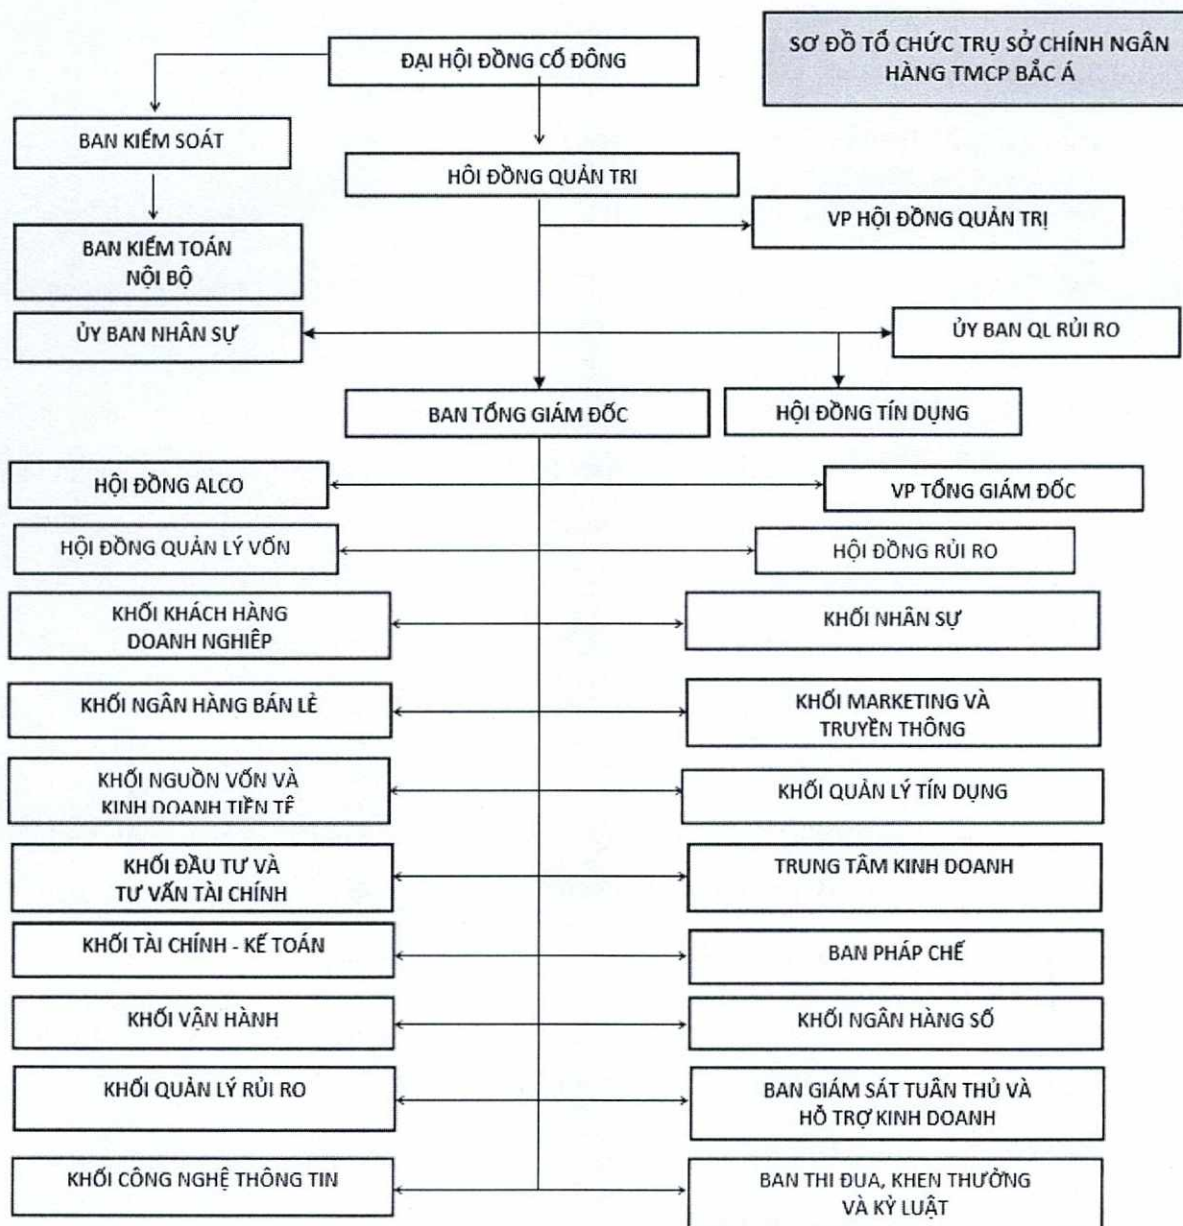 SƠ ĐỒ TỔ CHỨC TRỤ SỞ CHÍNH NGÂN
HÀNG TMCP BẮC Á
ĐẠI HỘI ĐỒNG CỔ ĐÔNG
BAN KIỂM SOÁT
HÔI ĐỒNG QUẢN TRI
VP HỘI ĐỒNG QUẢN TRỊ
BAN KIỂM TOÁN
NỘI BỘ
ỦY BAN NHÂN SỰ
ỦY BAN QL RỦI RO
BAN TỔNG GIÁM ĐỐC
HỘI ĐỒNG TÍN DỤNG
HỘI ĐỒNG ALCO
VP TỔNG GIÁM ĐỐC
HỘI ĐỒNG QUẢN LÝ VỐN
HỘI ĐỒNG RỦI RO
KHỐI KHÁCH HÀNG
DOANH NGHIÊP
KHỐI NHÂN SỰ
KHỐI NGÂN HÀNG BÁN LẺ
KHỐI MARKETING VÀ
TRUYỀN THÔNG
KHỐI NGUỒN VỐN VÀ
KINH DOANH TIỀN TÊ
KHỐI QUẢN LÝ TÍN DỤNG
KHỐI ĐẦU TƯ VÀ
TƯ VẤN TÀI CHÍNH
TRUNG TÂM KINH DOANH
KHỐI TÀI CHÍNH - KẾ TOÁN
BAN PHÁP CHẾ
KHỐI VẬN HÀNH
KHỐI NGÂN HÀNG SỐ
KHỐI QUẢN LÝ RỦI RO
BAN GIÁM SÁT TUÂN THỦ VÀ
HỖ TRỢ KINH DOANH
KHỐI CÔNG NGHỆ THÔNG TIN
BAN THI ĐUA, KHEN THƯỞNG
VÀ KỶ LUẬT